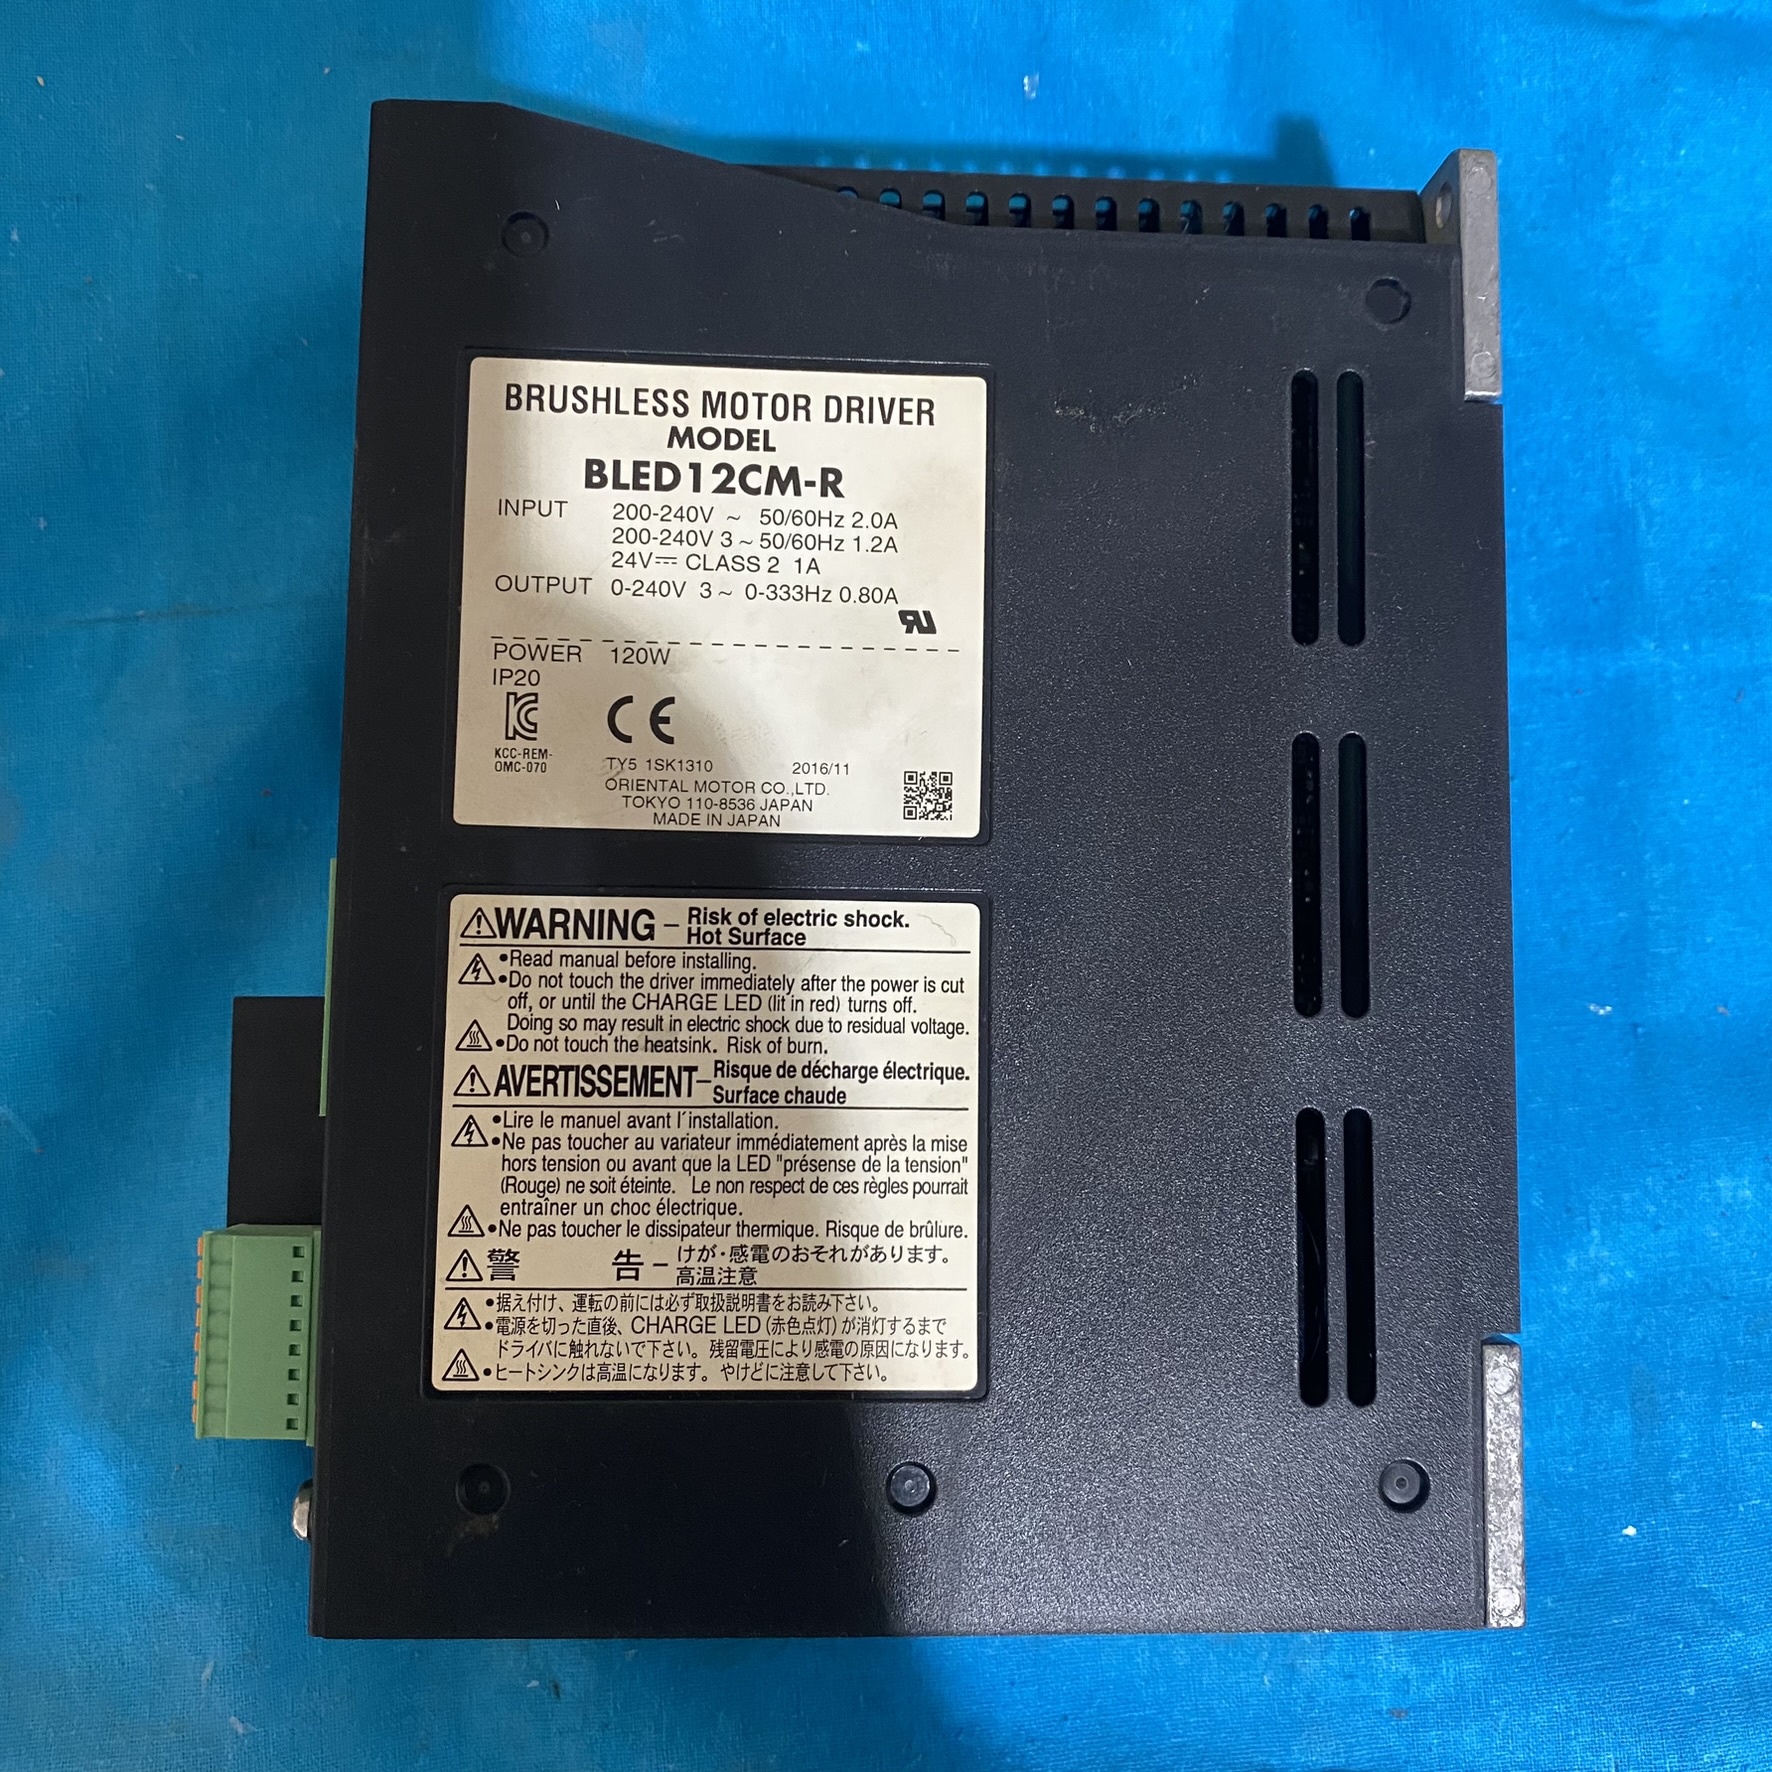 BRUSHLESS MOTOR DRIVER
MODEL
BLED12CM-R
INPUT 200-240V ~ 50/60Hz 2.0A
200-240V 3~ 50/60Hz 1.2A
24V⎓ CLASS 2 1A
OUTPUT 0-240V 3~ 0-333Hz 0.80A
POWER 120W
IP20
KCC-REM-
OMC-070
CE
TY5 1SK1310 2016/11
ORIENTAL MOTOR CO.,LTD.
TOKYO 110-8536 JAPAN
MADE IN JAPAN
⚠WARNING – Risk of electric shock.
Hot Surface
•Read manual before installing.
•Do not touch the driver immediately after the power is cut
off, or until the CHARGE LED (lit in red) turns off.
Doing so may result in electric shock due to residual voltage.
•Do not touch the heatsink. Risk of burn.
⚠AVERTISSEMENT–Risque de décharge électrique.
Surface chaude
•Lire le manuel avant l´installation.
•Ne pas toucher au variateur immédiatement après la mise
hors tension ou avant que la LED "présense de la tension"
(Rouge) ne soit éteinte. Le non respect de ces règles pourrait
entraîner un choc électrique.
•Ne pas toucher le dissipateur thermique. Risque de brûlure.
⚠警 告 – けが・感電のおそれがあります。
高温注意
•据え付け、運転の前には必ず取扱説明書をお読み下さい。
•電源を切った直後、CHARGE LED (赤色点灯) が消灯するまで
ドライバに触れないで下さい。残留電圧により感電の原因になります。
•ヒートシンクは高温になります。やけどに注意して下さい。